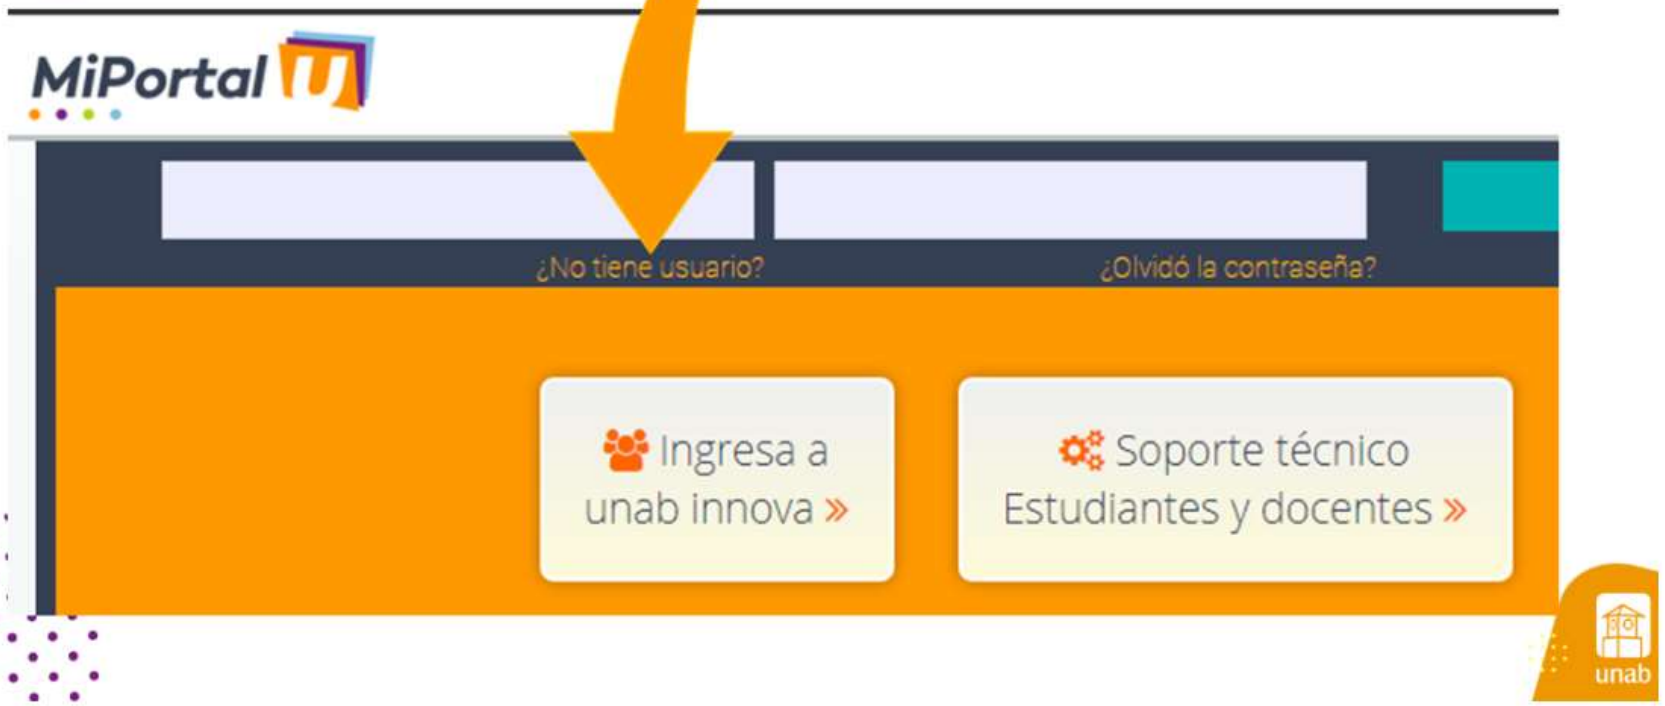 MiPortal U
¿No tiene usuario? ¿Olvidó la contraseña?
Ingresa a
unab innova »
Soporte técnico
Estudiantes y docentes »
unab